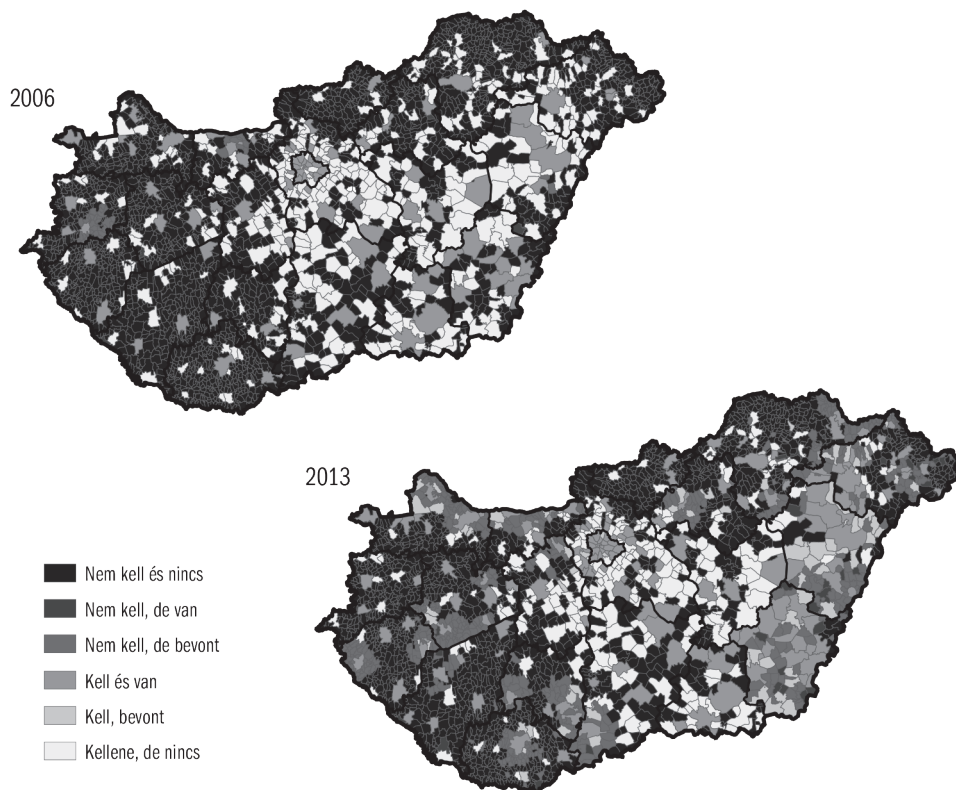 2006
2013
Nem kell és nincs
Nem kell, de van
Nem kell, de bevont
Kell és van
Kell, bevont
Kellene, de nincs